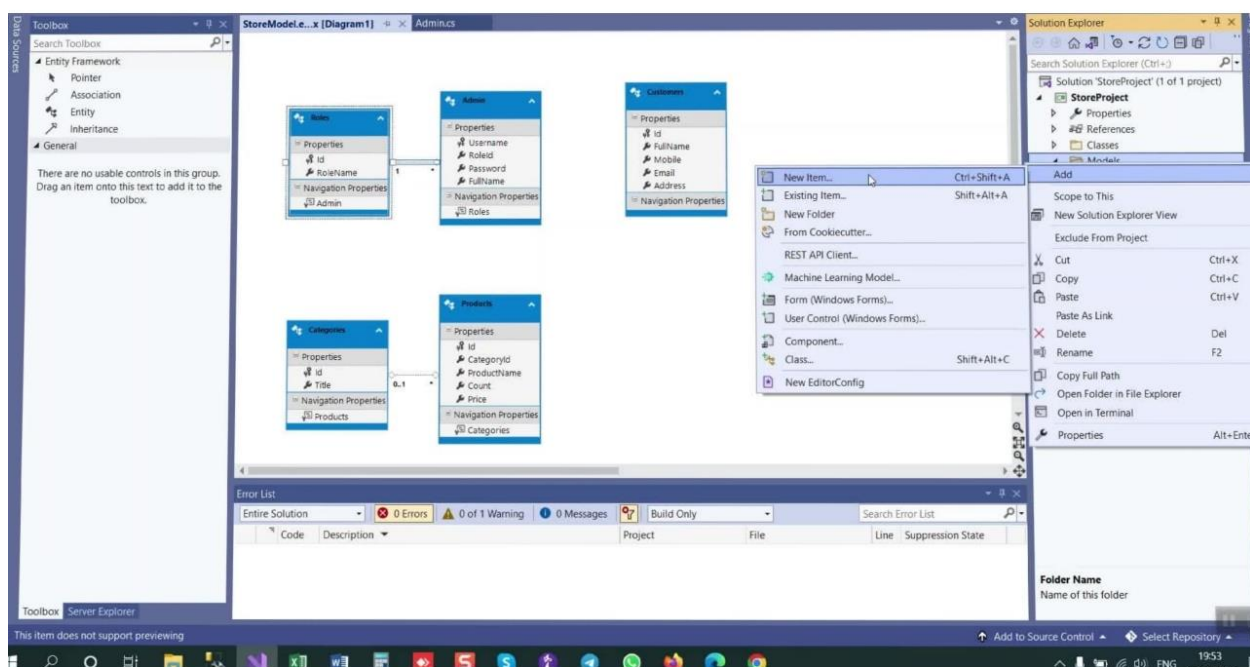 Data Sources
Toolbox
Search Toolbox
Entity Framework
Pointer
Association
Entity
Inheritance
General
There are no usable controls in this group.
Drag an item onto this text to add it to the
toolbox.
Toolbox
Server Explorer
StoreModel.e...x [Diagram1]
Admin.cs
Roles
Properties
Id
RoleName
Navigation Properties
Admin
1
*
Admin
Properties
Username
RoleId
Password
FullName
Navigation Properties
Roles
Customers
Properties
Id
FullName
Mobile
Email
Address
Navigation Properties
Categories
Properties
Id
Title
Navigation Properties
Products
0..1
*
Products
Properties
Id
CategoryId
ProductName
Count
Price
Navigation Properties
Categories
New Item... Ctrl+Shift+A
Existing Item... Shift+Alt+A
New Folder
From Cookiecutter...
REST API Client...
Machine Learning Model...
Form (Windows Forms)...
User Control (Windows Forms)...
Component...
Class... Shift+Alt+C
New EditorConfig
Solution Explorer
Search Solution Explorer (Ctrl+;)
Solution 'StoreProject' (1 of 1 project)
StoreProject
Properties
References
Classes
Models
Add
Scope to This
New Solution Explorer View
Exclude From Project
Cut Ctrl+X
Copy Ctrl+C
Paste Ctrl+V
Paste As Link
Delete Del
Rename F2
Copy Full Path
Open Folder in File Explorer
Open in Terminal
Properties Alt+Ente
Error List
Entire Solution
0 Errors
0 of 1 Warning
0 Messages
Build Only
Search Error List
Code Description Project File Line Suppression State
Folder Name
Name of this folder
This item does not support previewing
Add to Source Control
Select Repository
ENG
19:53